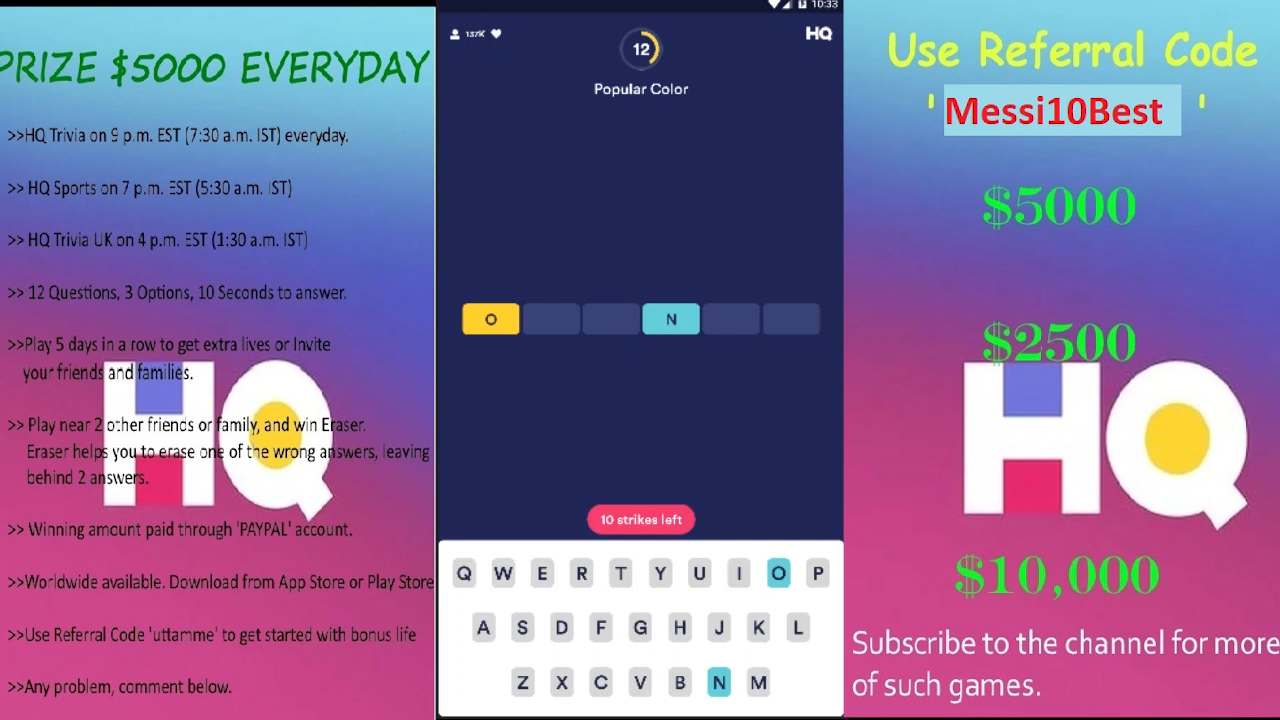 PRIZE $5000 EVERYDAY
>>HQ Trivia on 9 p.m. EST (7:30 a.m. IST) everyday.
>> HQ Sports on 7 p.m. EST (5:30 a.m. IST)
>> HQ Trivia UK on 4 p.m. EST (1:30 a.m. IST)
>> 12 Questions, 3 Options, 10 Seconds to answer.
>>Play 5 days in a row to get extra lives or Invite
your friends and families.
>> Play near 2 other friends or family, and win Eraser.
Eraser helps you to erase one of the wrong answers, leaving
behind 2 answers.
>> Winning amount paid through 'PAYPAL' account.
>>Worldwide available. Download from App Store or Play Store
>>Use Referral Code 'uttamme' to get started with bonus life
>>Any problem, comment below.
HQ
10:33
137K
HQ
12
Popular Color
O N
10 strikes left
Q W E R T Y U I O P
A S D F G H J K L
Z X C V B N M
Use Referral Code
' Messi10Best '
$5000
$2500
HQ
$10,000
Subscribe to the channel for more
of such games.